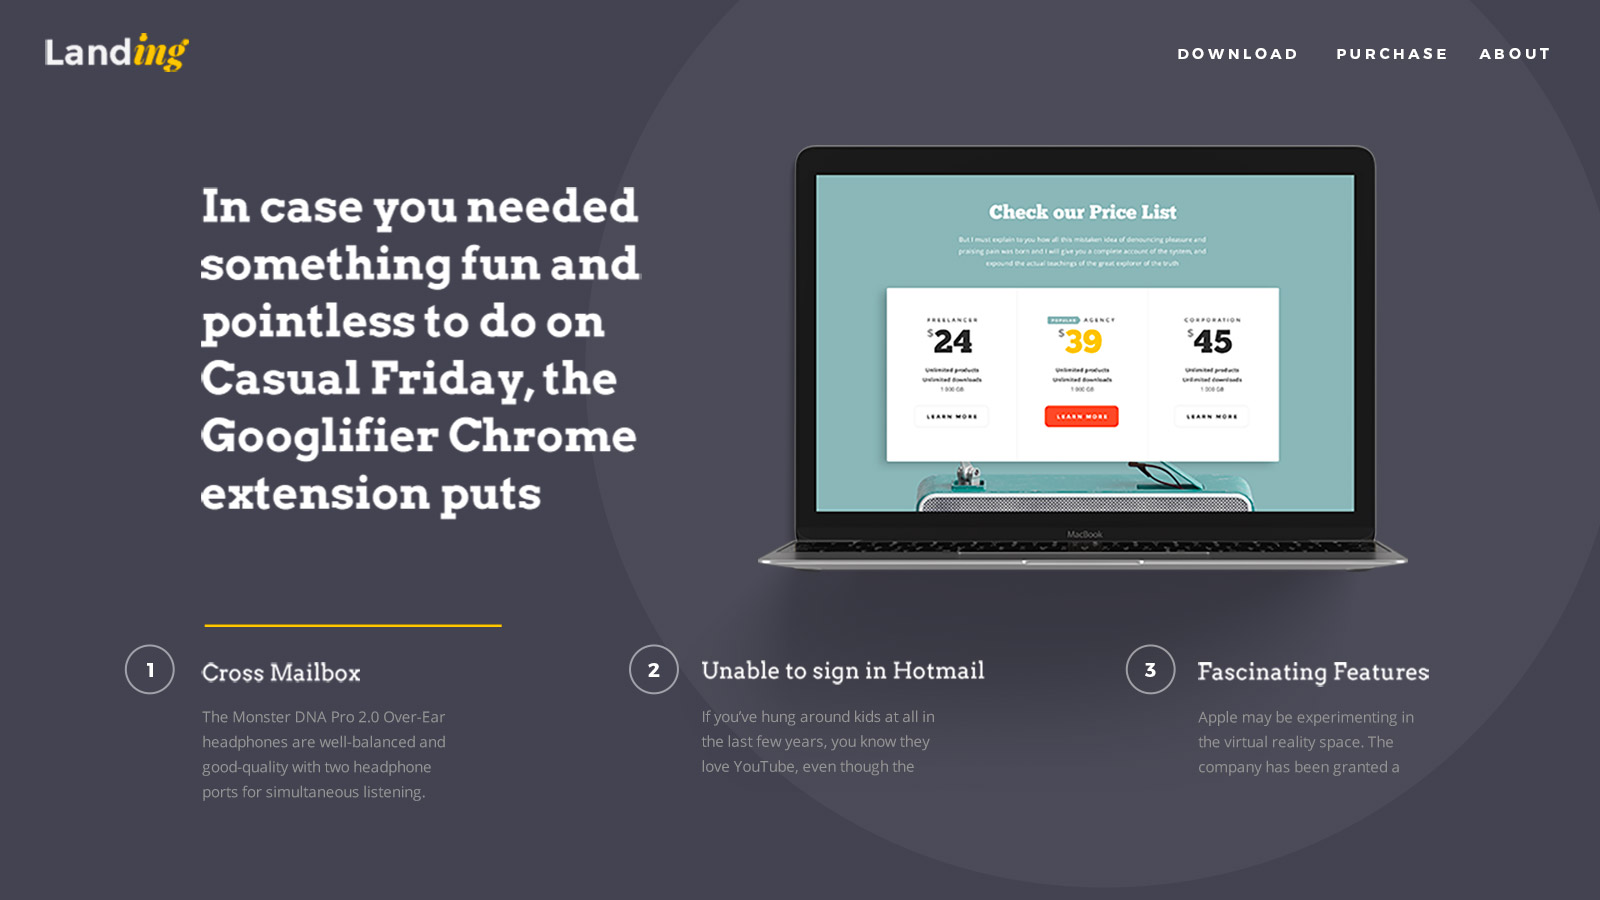 Landing
DOWNLOAD PURCHASE ABOUT
In case you needed
something fun and
pointless to do on
Casual Friday, the
Googlifier Chrome
extension puts
Check our Price List
But I must explain to you how all this mistaken idea of denouncing pleasure and
praising pain was born and I will give you a complete account of the system, and
expound the actual teachings of the great explorer of the truth
FREELANCER
$24
Unlimited products
Unlimited downloads
1 000 GB
LEARN MORE
POPULAR AGENCY
$39
Unlimited products
Unlimited downloads
1 000 GB
LEARN MORE
CORPORATION
$45
Unlimited products
Unlimited downloads
1 000 GB
LEARN MORE
MacBook
1
Cross Mailbox
The Monster DNA Pro 2.0 Over-Ear
headphones are well-balanced and
good-quality with two headphone
ports for simultaneous listening.
2
Unable to sign in Hotmail
If you’ve hung around kids at all in
the last few years, you know they
love YouTube, even though the
3
Fascinating Features
Apple may be experimenting in
the virtual reality space. The
company has been granted a